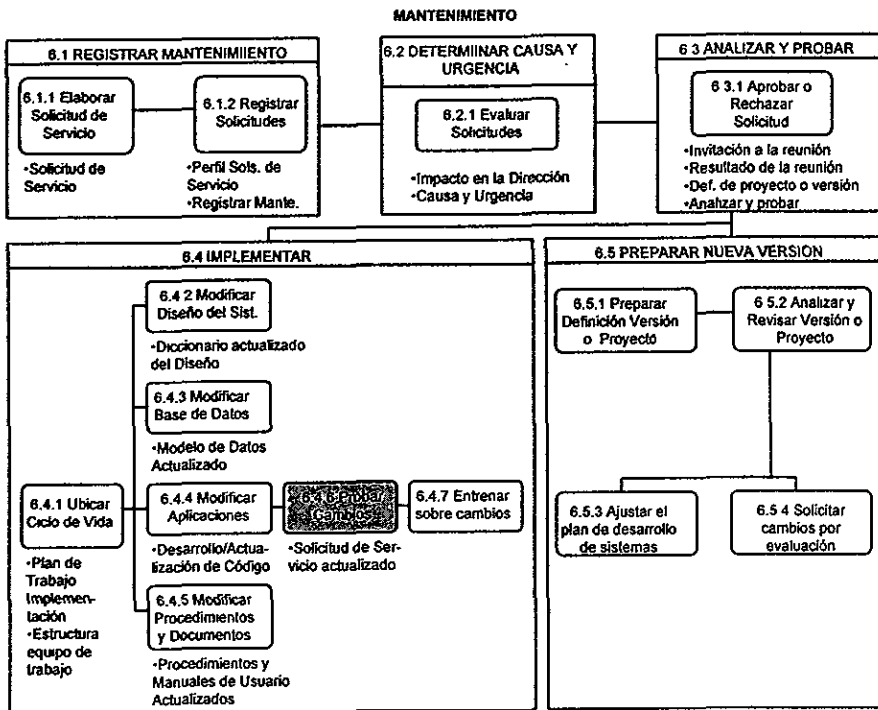 MANTENIMIENTO
6.1 REGISTRAR MANTENIMIIENTO
6.1.1 Elaborar
Solicitud de
Servicio
6.1.2 Registrar
Solicitudes
•Solicitud de
Servicio
•Perfil Sols. de
Servicio
•Registrar Mante.
6.2 DETERMIINAR CAUSA Y
URGENCIA
6.2.1 Evaluar
Solicitudes
•Impacto en la Dirección
•Causa y Urgencia
6 3 ANALIZAR Y PROBAR
6 3.1 Aprobar o
Rechazar
Solicitud
•Invitación a la reunión
•Resultado de la reunión
•Def. de proyecto o versión
•Analizar y probar
6.4 IMPLEMENTAR
6.4 2 Modificar
Diseño del Sist.
•Diccionario actualizado
del Diseño
6.4.3 Modificar
Base de Datos
•Modelo de Datos
Actualizado
6.4.1 Ubicar
Ciclo de Vida
•Plan de
Trabajo
Implemen-
tación
•Estructura
equipo de
trabajo
6.4.4 Modificar
Aplicaciones
•Desarrollo/Actua-
lización de Código
6.4.6 Probar
Cambios
•Solicitud de Ser-
vicio actualizado
6.4.7 Entrenar
sobre cambios
6.4.5 Modificar
Procedimientos
y Documentos
•Procedimientos y
Manuales de Usuario
Actualizados
6.5 PREPARAR NUEVA VERSION
6.5.1 Preparar
Definición Versión
o Proyecto
6.5.2 Analizar y
Revisar Versión o
Proyecto
6.5.3 Ajustar el
plan de desarrollo
de sistemas
6.5 4 Solicitar
cambios por
evaluación